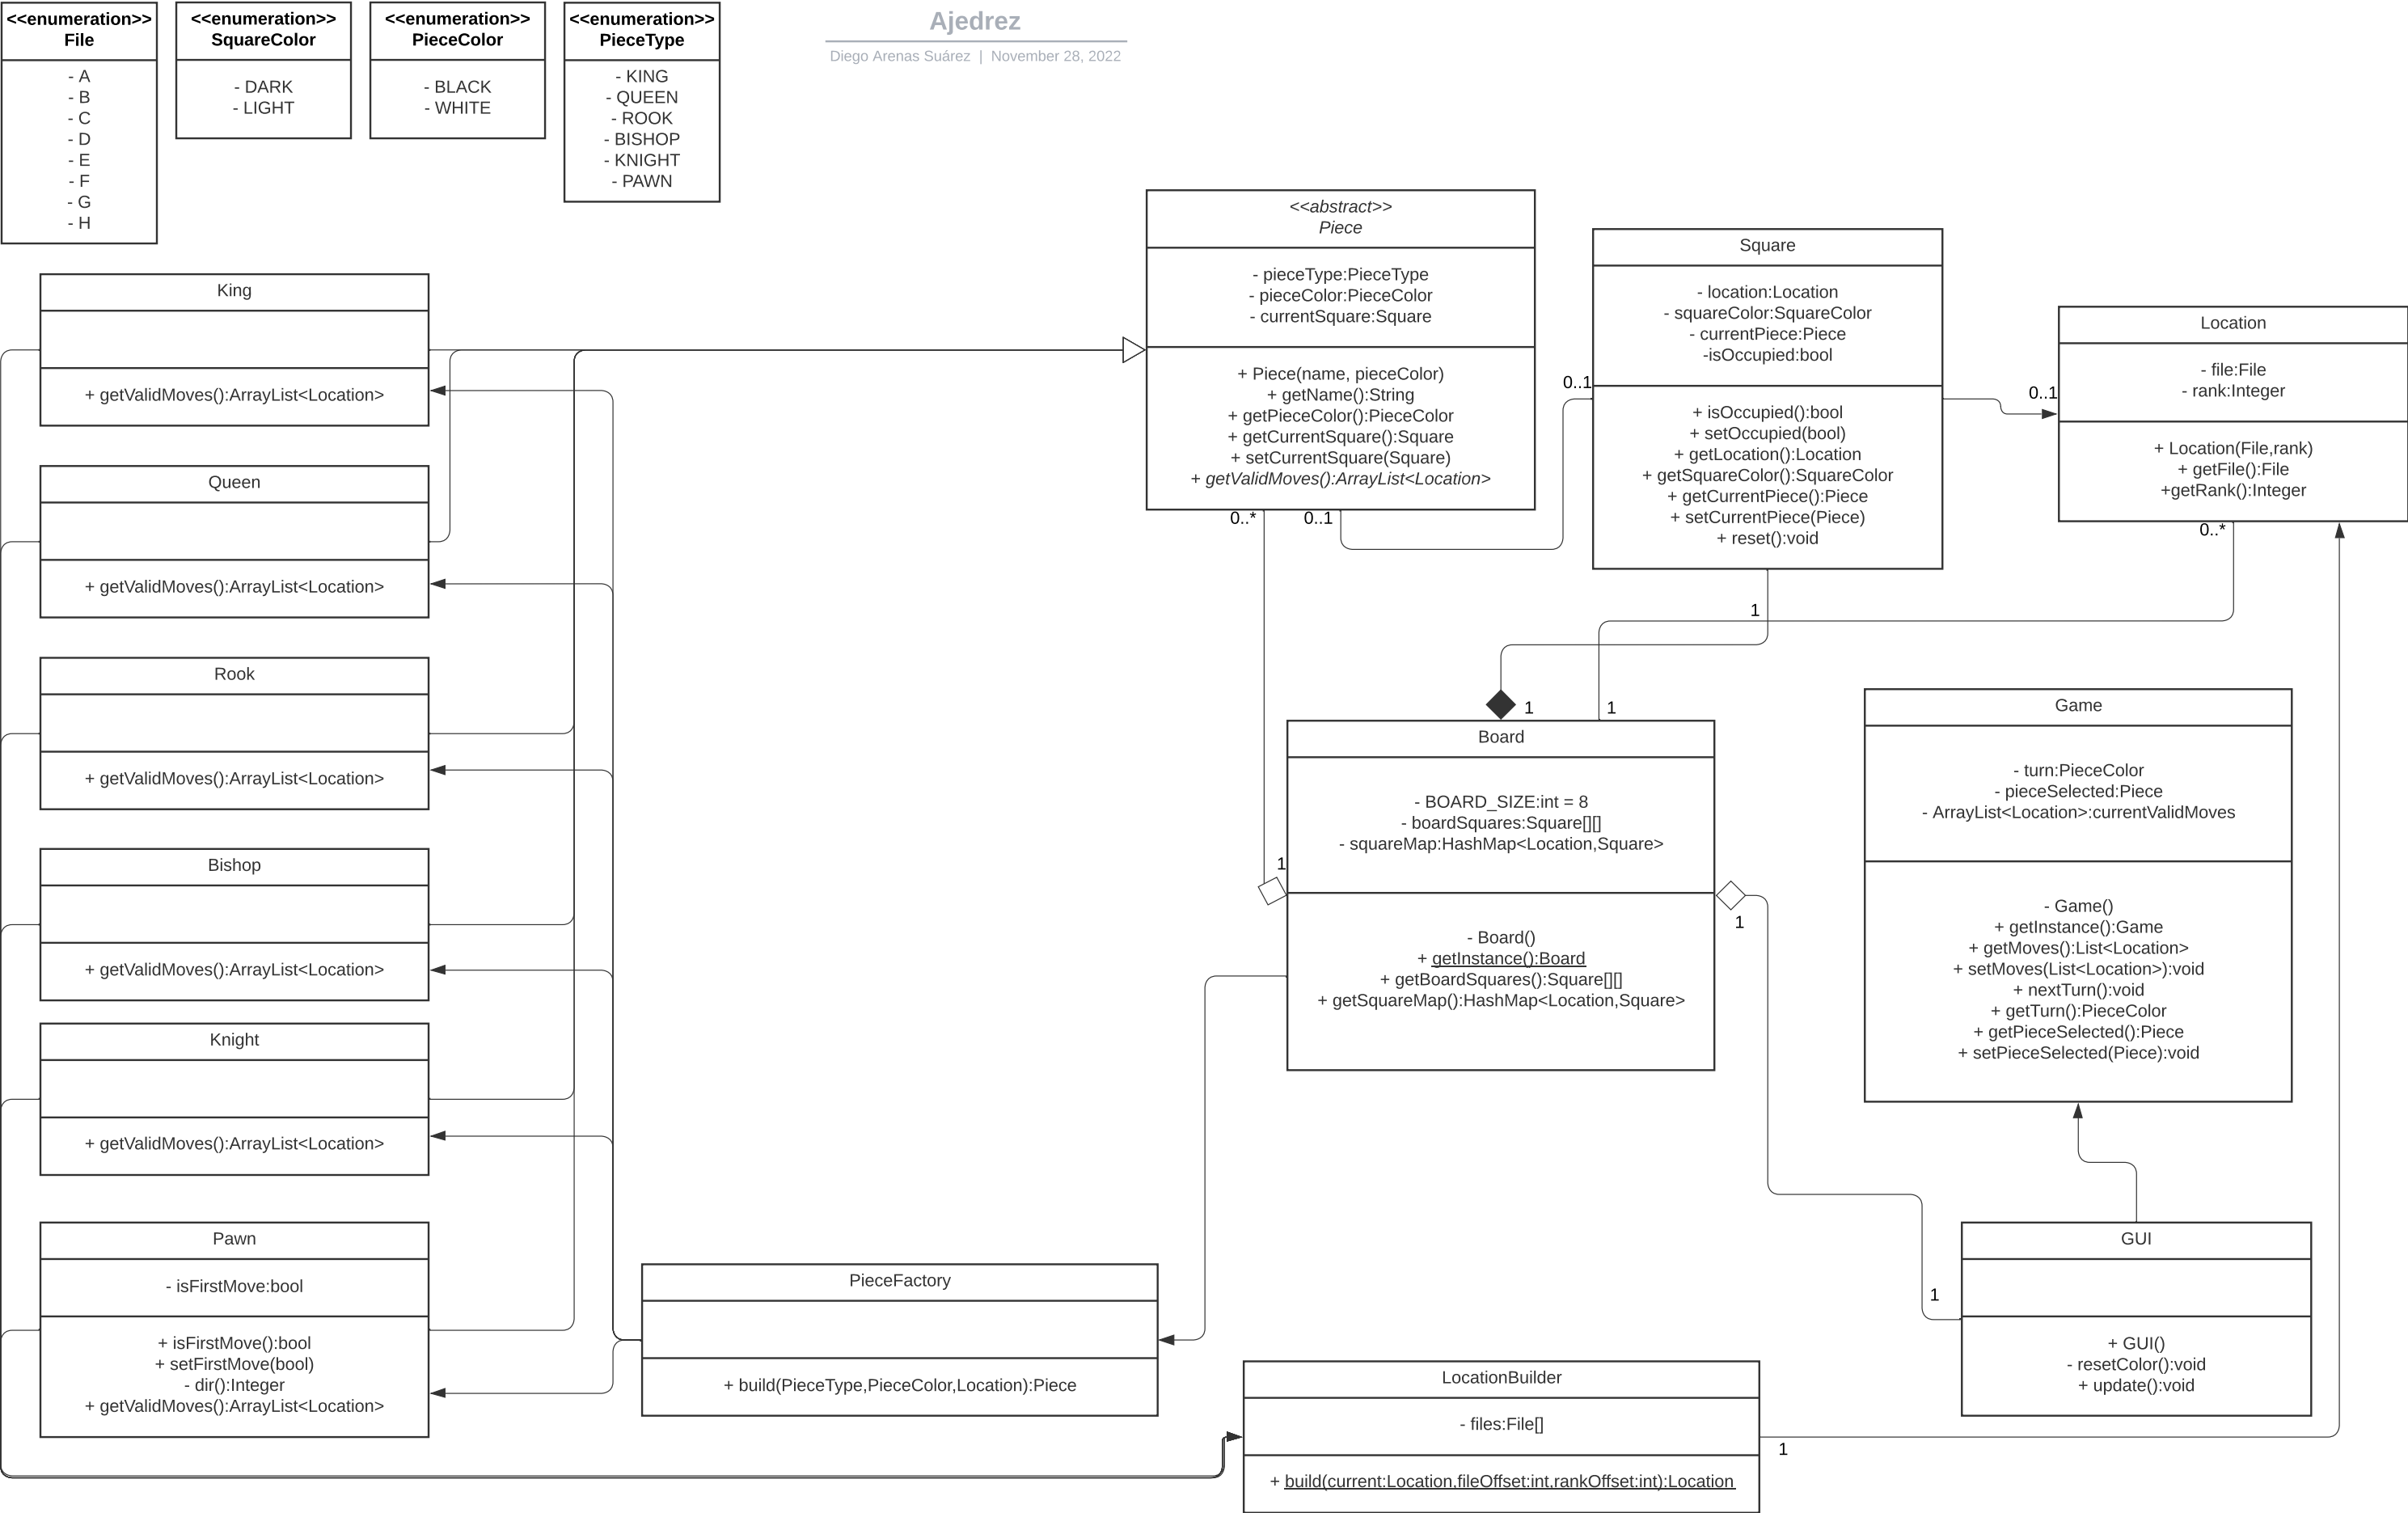 <<enumeration>>
File
- A
- B
- C
- D
- E
- F
- G
- H
<<enumeration>>
SquareColor
- DARK
- LIGHT
<<enumeration>>
PieceColor
- BLACK
- WHITE
<<enumeration>>
PieceType
- KING
- QUEEN
- ROOK
- BISHOP
- KNIGHT
- PAWN
Ajedrez
Diego Arenas Suárez | November 28, 2022
<<abstract>>
Piece
- pieceType:PieceType
- pieceColor:PieceColor
- currentSquare:Square
+ Piece(name, pieceColor)
+ getName():String
+ getPieceColor():PieceColor
+ getCurrentSquare():Square
+ setCurrentSquare(Square)
+ getValidMoves():ArrayList<Location>
0..*
0..1
0..1
Square
- location:Location
- squareColor:SquareColor
- currentPiece:Piece
-isOccupied:bool
+ isOccupied():bool
+ setOccupied(bool)
+ getLocation():Location
+ getSquareColor():SquareColor
+ getCurrentPiece():Piece
+ setCurrentPiece(Piece)
+ reset():void
1
0..1
Location
- file:File
- rank:Integer
+ Location(File,rank)
+ getFile():File
+getRank():Integer
0..*
King
+ getValidMoves():ArrayList<Location>
Queen
+ getValidMoves():ArrayList<Location>
Rook
+ getValidMoves():ArrayList<Location>
Bishop
+ getValidMoves():ArrayList<Location>
Knight
+ getValidMoves():ArrayList<Location>
Pawn
- isFirstMove:bool
+ isFirstMove():bool
+ setFirstMove(bool)
- dir():Integer
+ getValidMoves():ArrayList<Location>
1
1
Board
- BOARD_SIZE:int = 8
- boardSquares:Square[][]
- squareMap:HashMap<Location,Square>
1
- Board()
+ getInstance():Board
+ getBoardSquares():Square[][]
+ getSquareMap():HashMap<Location,Square>
1
Game
- turn:PieceColor
- pieceSelected:Piece
- ArrayList<Location>:currentValidMoves
- Game()
+ getInstance():Game
+ getMoves():List<Location>
+ setMoves(List<Location>):void
+ nextTurn():void
+ getTurn():PieceColor
+ getPieceSelected():Piece
+ setPieceSelected(Piece):void
PieceFactory
+ build(PieceType,PieceColor,Location):Piece
1
GUI
+ GUI()
- resetColor():void
+ update():void
LocationBuilder
- files:File[]
+ build(current:Location,fileOffset:int,rankOffset:int):Location
1